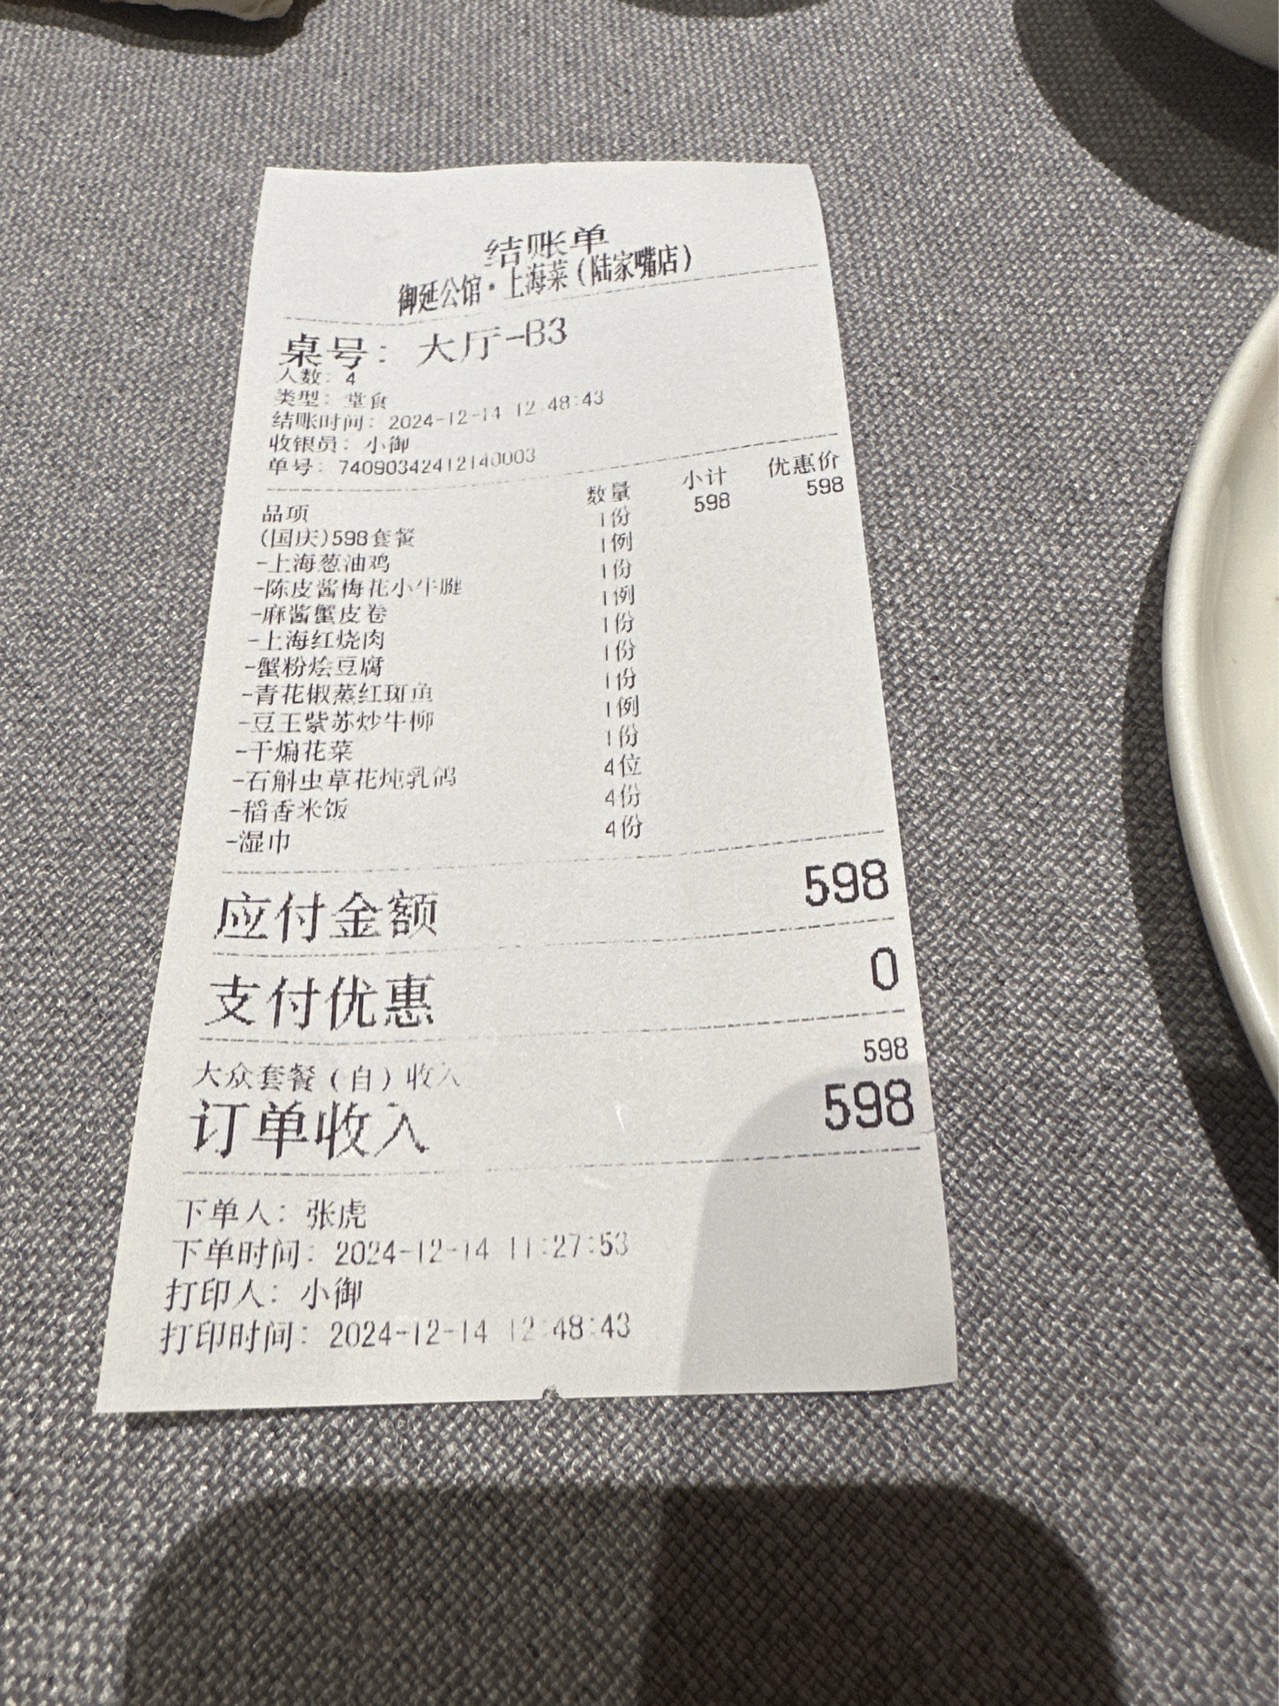 结账单
御延公馆·上海菜(陆家嘴店)
桌号: 大厅-B3
人数: 4
类型: 堂食
结账时间: 2024-12-14 12:48:43
收银员: 小御
单号: 74090342412140003
品项 数量 小计 优惠价
(国庆)598套餐 1份 598 598
-上海葱油鸡 1例
-陈皮酱梅花小牛腱 1份
-麻酱蟹皮卷 1例
-上海红烧肉 1份
-蟹粉烩豆腐 1份
-青花椒蒸红斑鱼 1份
-豆王紫苏炒牛柳 1例
-干煸花菜 1份
-石斛虫草花炖乳鸽 4位
-稻香米饭 4份
-湿巾 4份
应付金额 598
支付优惠 0
大众套餐(自)收入 598
订单收入 598
下单人: 张虎
下单时间: 2024-12-14 11:27:53
打印人: 小御
打印时间: 2024-12-14 12:48:43